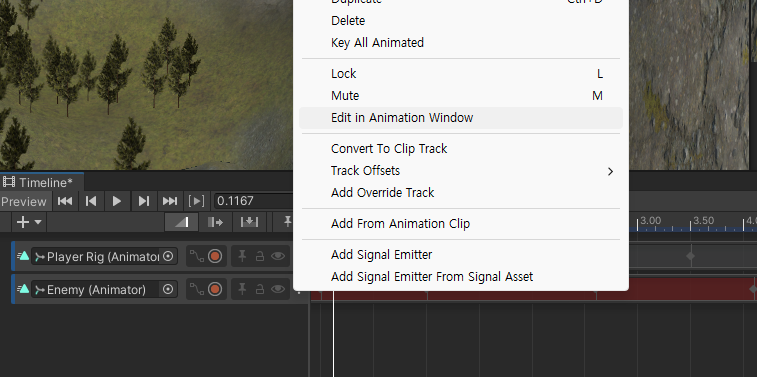 Duplicate Ctrl+D
Delete
Key All Animated
Lock L
Mute M
Edit in Animation Window
Convert To Clip Track
Track Offsets
Add Override Track
Add From Animation Clip
Add Signal Emitter
Add Signal Emitter From Signal Asset
Timeline*
Preview 0.1167
3.00 3.50 4.0
Player Rig (Animator
Enemy (Animator)